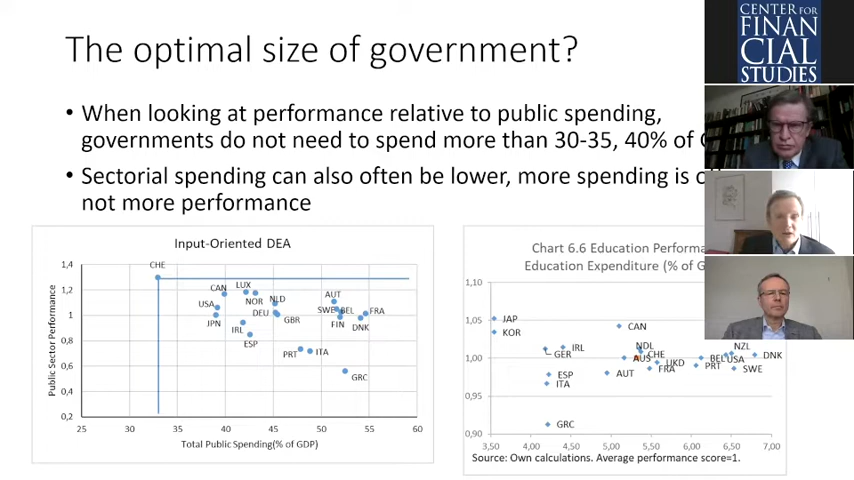 The optimal size of government?
• When looking at performance relative to public spending,
governments do not need to spend more than 30-35, 40% of
• Sectorial spending can also often be lower, more spending is
not more performance
CENTER FOR
FINAN
CIAL
STUDIES
Input-Oriented DEA
Public Sector Performance
1,4
1,2
1
0,8
0,6
0,4
0,2
CHE
CAN
LUX
USA
NOR
NLD
AUT
JPN
DEU
GBR
SWE
BEL
FRA
IRL
FIN
DNK
ESP
PRT
ITA
GRC
25
30
35
40
45
50
55
60
Total Public Spending(% of GDP)
Chart 6.6 Education Performa
Education Expenditure (% of G
1,10
1,05
1,00
0,95
0,90
JAP
KOR
CAN
GER
IRL
NDL
CHE
AUS
UKD
NZL
BEL
USA
DNK
ESP
ITA
AUT
FRA
PRT
SWE
GRC
3,50
4,00
4,50
5,00
5,50
6,00
6,50
7,00
Source: Own calculations. Average performance score=1.